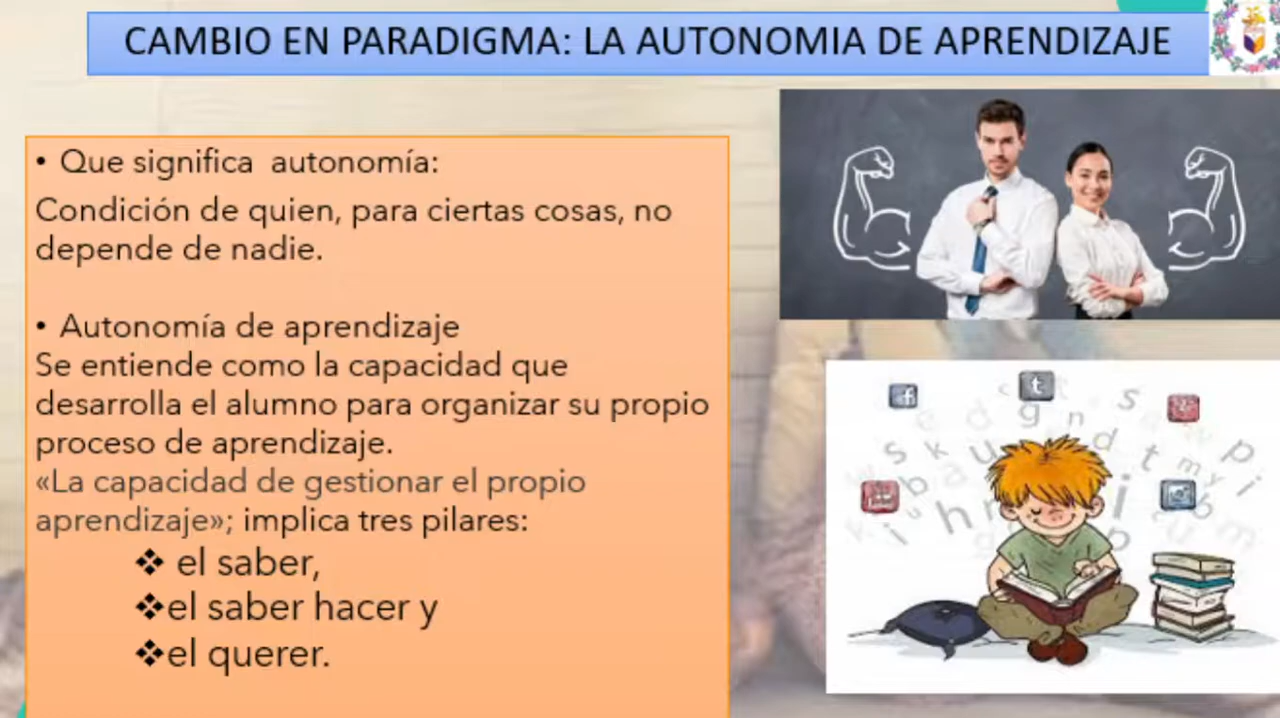 CAMBIO EN PARADIGMA: LA AUTONOMIA DE APRENDIZAJE
• Que significa autonomía:
Condición de quien, para ciertas cosas, no
depende de nadie.
• Autonomía de aprendizaje
Se entiende como la capacidad que
desarrolla el alumno para organizar su propio
proceso de aprendizaje.
«La capacidad de gestionar el propio
aprendizaje»; implica tres pilares:
❖ el saber,
❖el saber hacer y
❖el querer.